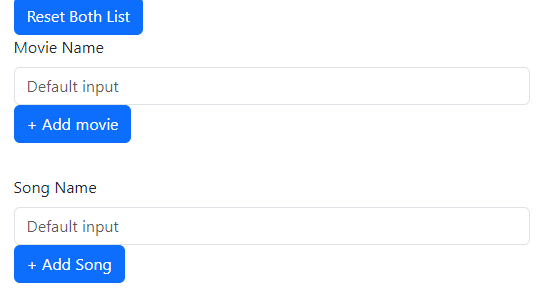 Reset Both List
Movie Name
Default input
+ Add movie
Song Name
Default input
+ Add Song